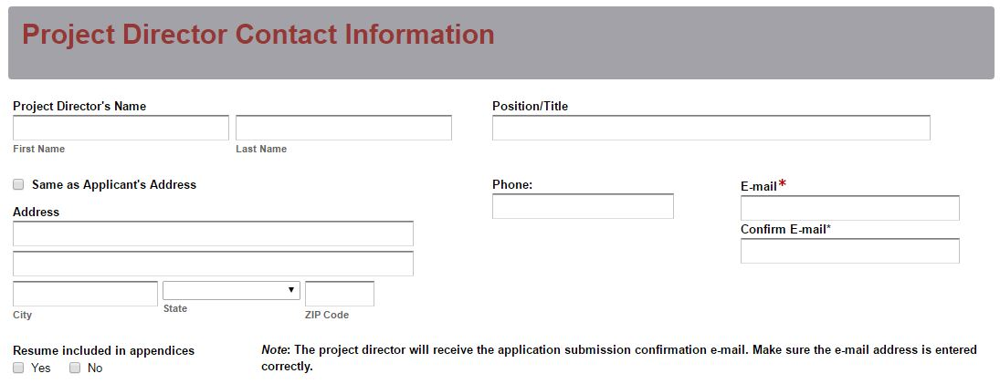 Project Director Contact Information
Project Director's Name
Position/Title
First Name
Last Name
Same as Applicant's Address
Phone:
E-mail*
Address
Confirm E-mail*
City
State
ZIP Code
Resume included in appendices
Yes
No
Note: The project director will receive the application submission confirmation e-mail. Make sure the e-mail address is entered
correctly.